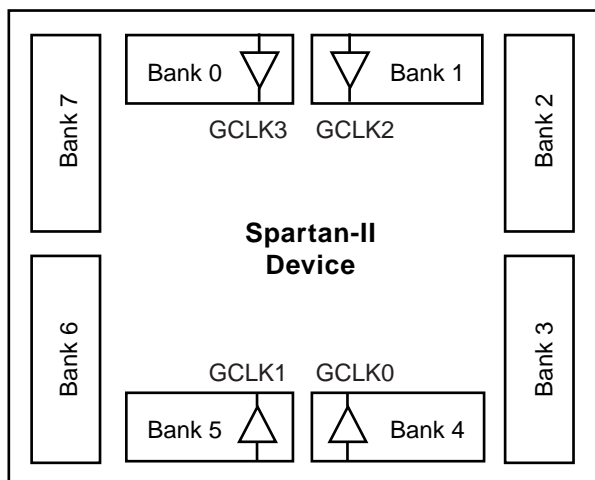 Bank 0
Bank 1
GCLK3
GCLK2
Bank 7
Bank 2
Spartan-II
Device
Bank 6
Bank 3
GCLK1
GCLK0
Bank 5
Bank 4